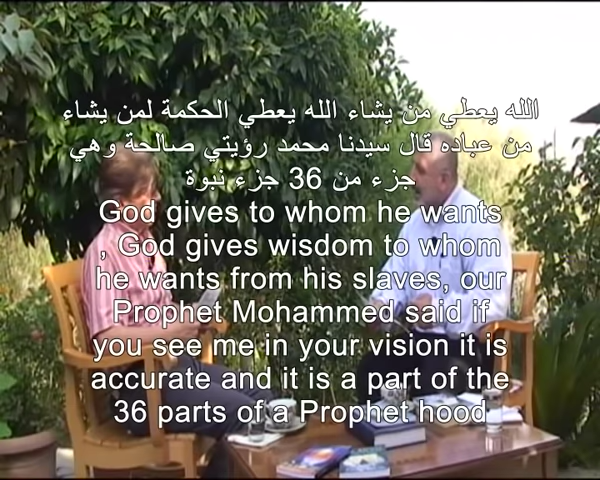 الله يعطي من يشاء الله يعطي الحكمة لمن يشاء
من عباده قال سيدنا محمد رؤيتي صالحة وهي
جزء من 36 جزء نبوة
God gives to whom he wants
, God gives wisdom to whom
he wants from his slaves, our
Prophet Mohammed said if
you see me in your vision it is
accurate and it is a part of the
36 parts of a Prophet hood